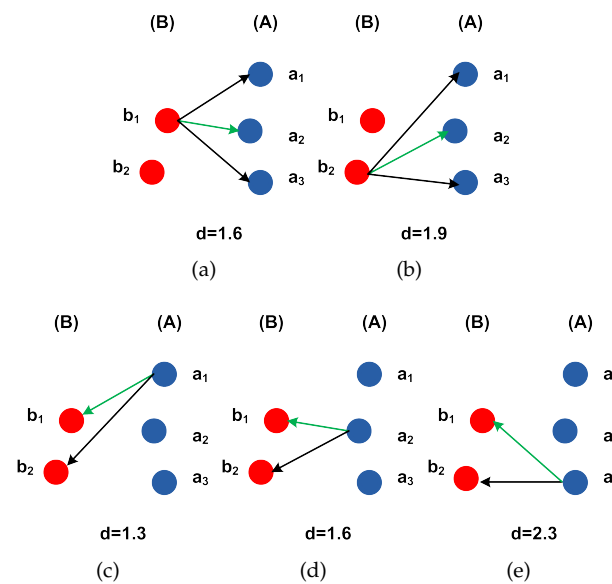 (B) (A) (B) (A)
a1 a1
b1 b1
a2 a2
b2 b2
a3 a3
d=1.6 d=1.9
(a) (b)
(B) (A) (B) (A) (B) (A)
a1 a1 a
b1 b1 b1
a2 a2 a
b2 b2 b2
a3 a3 a
d=1.3 d=1.6 d=2.3
(c) (d) (e)